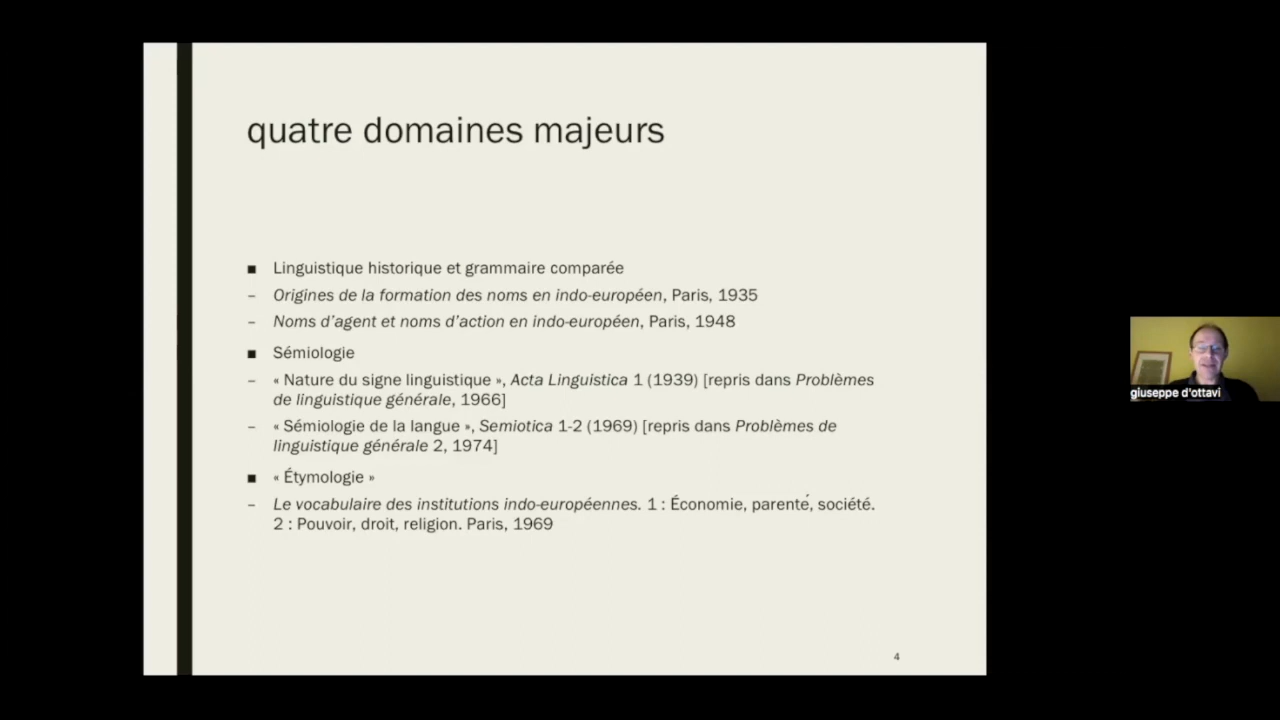 quatre domaines majeurs
■ Linguistique historique et grammaire comparée
– Origines de la formation des noms en indo-européen, Paris, 1935
– Noms d’agent et noms d’action en indo-européen, Paris, 1948
■ Sémiologie
– « Nature du signe linguistique », Acta Linguistica 1 (1939) [repris dans Problèmes
de linguistique générale, 1966]
– « Sémiologie de la langue », Semiotica 1-2 (1969) [repris dans Problèmes de
linguistique générale 2, 1974]
■ « Étymologie »
– Le vocabulaire des institutions indo-européennes. 1 : Économie, parenté, société.
2 : Pouvoir, droit, religion. Paris, 1969
4
giuseppe d'ottavi